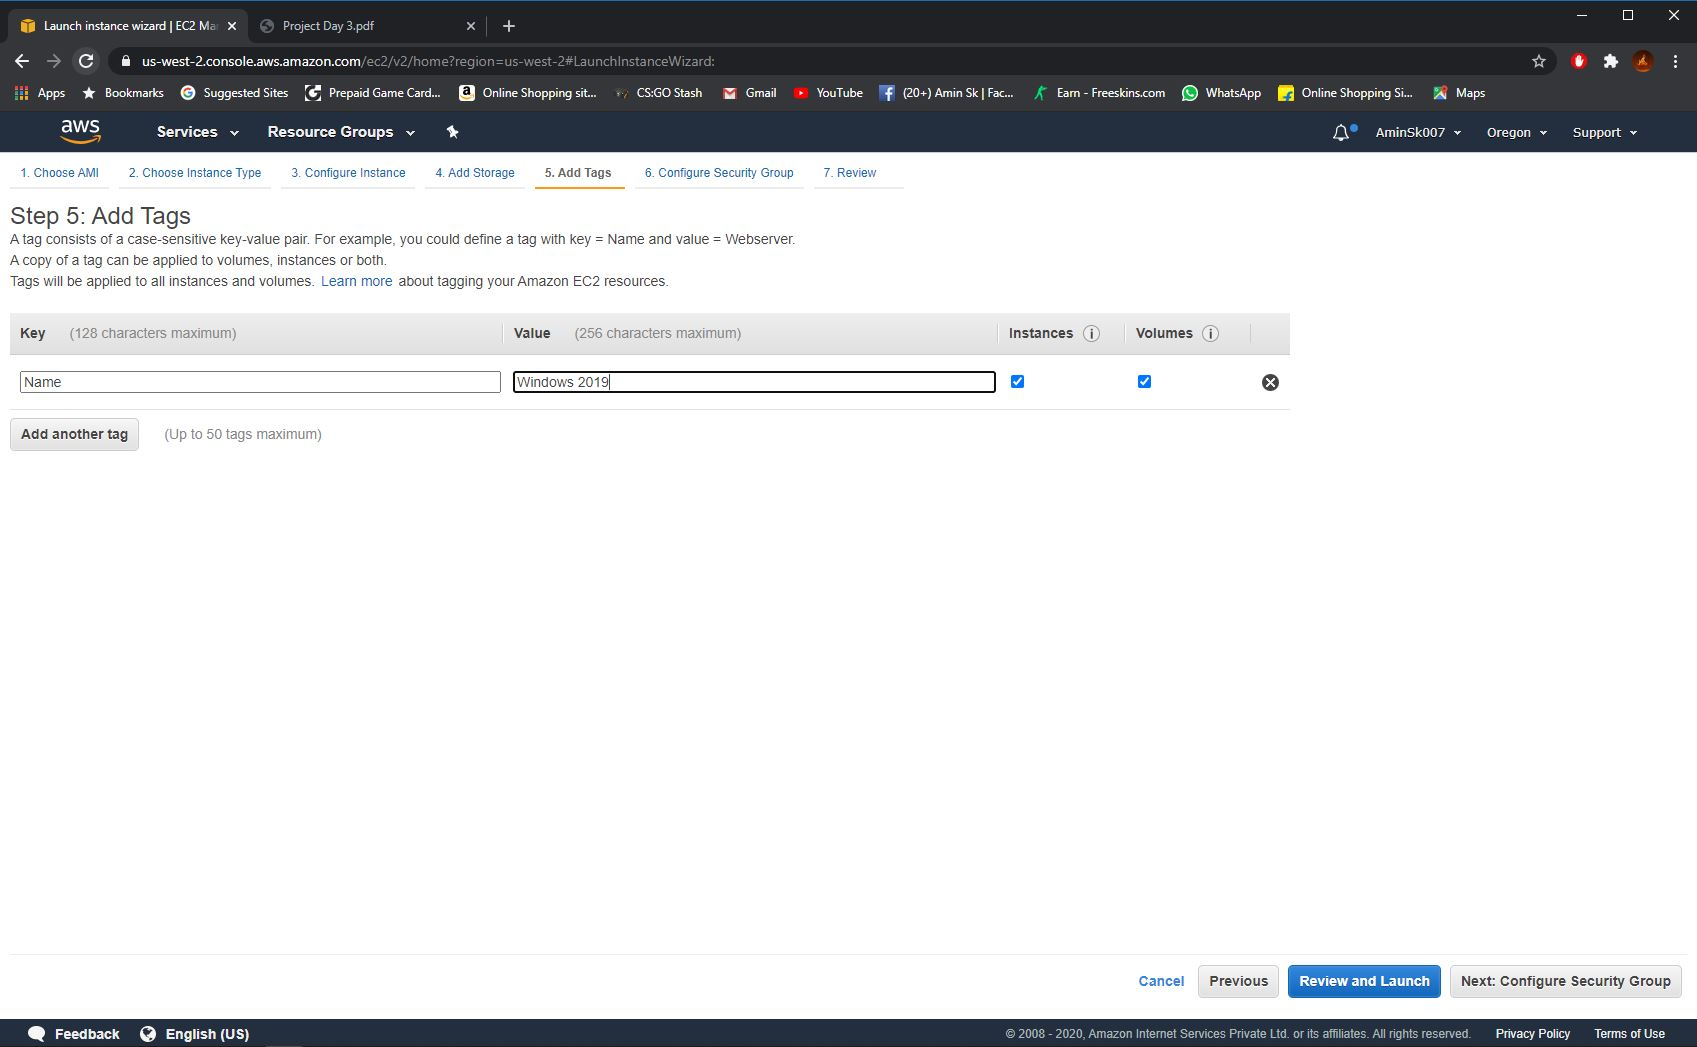 Launch instance wizard | EC2 Mar
Project Day 3.pdf
us-west-2.console.aws.amazon.com/ec2/v2/home?region=us-west-2#LaunchInstanceWizard:
Apps Bookmarks Suggested Sites Prepaid Game Card... Online Shopping sit... CS:GO Stash Gmail YouTube (20+) Amin Sk | Fac... Earn - Freeskins.com WhatsApp Online Shopping Si... Maps
aws Services Resource Groups AminSk007 Oregon Support
1. Choose AMI 2. Choose Instance Type 3. Configure Instance 4. Add Storage 5. Add Tags 6. Configure Security Group 7. Review
Step 5: Add Tags
A tag consists of a case-sensitive key-value pair. For example, you could define a tag with key = Name and value = Webserver.
A copy of a tag can be applied to volumes, instances or both.
Tags will be applied to all instances and volumes. Learn more about tagging your Amazon EC2 resources.
Key (128 characters maximum) Value (256 characters maximum) Instances i Volumes i
Name Windows 2019
Add another tag (Up to 50 tags maximum)
Cancel Previous Review and Launch Next: Configure Security Group
Feedback English (US) © 2008 - 2020, Amazon Internet Services Private Ltd. or its affiliates. All rights reserved. Privacy Policy Terms of Use